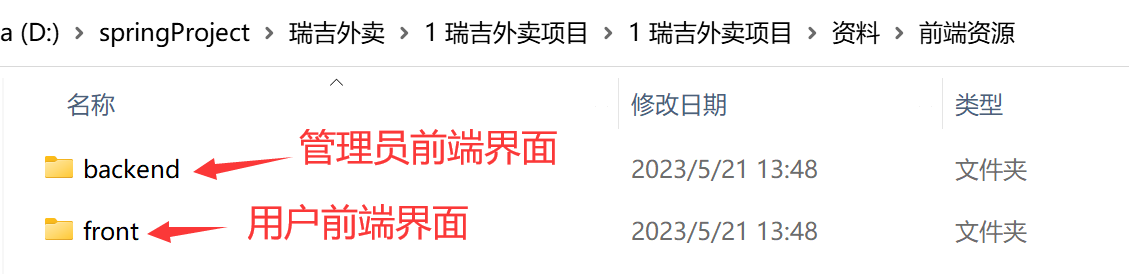 a (D:) › springProject › 瑞吉外卖 › 1 瑞吉外卖项目 › 1 瑞吉外卖项目 › 资料 › 前端资源
名称 修改日期 类型
backend 管理员前端界面 2023/5/21 13:48 文件夹
front 用户前端界面 2023/5/21 13:48 文件夹